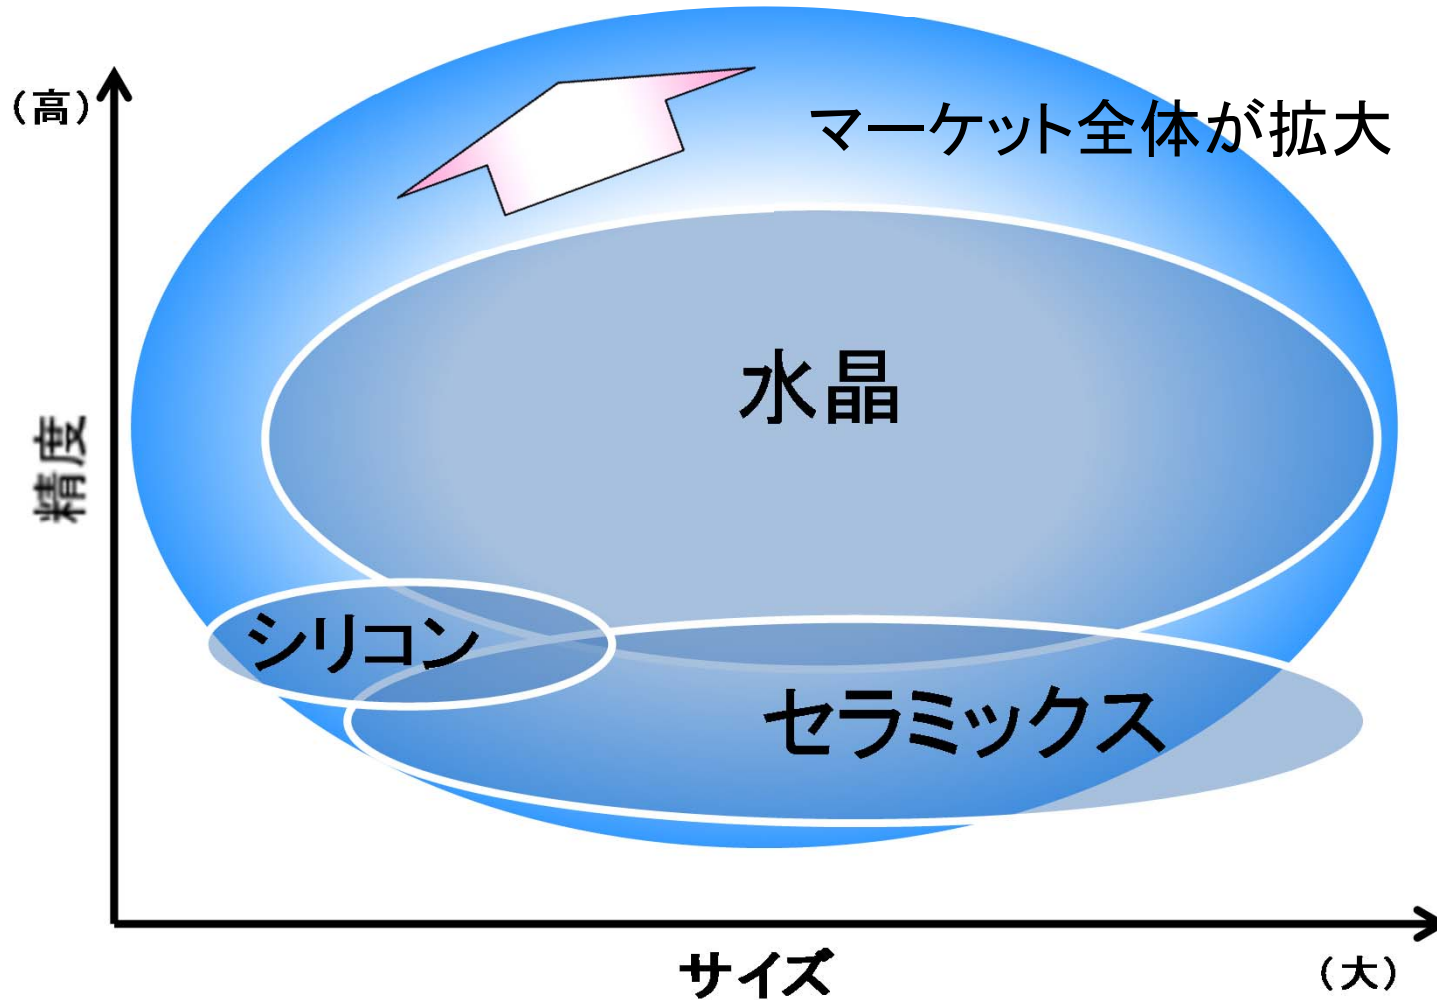 （高）
マーケット全体が拡大
水晶
精度
シリコン
セラミックス
サイズ
（大）